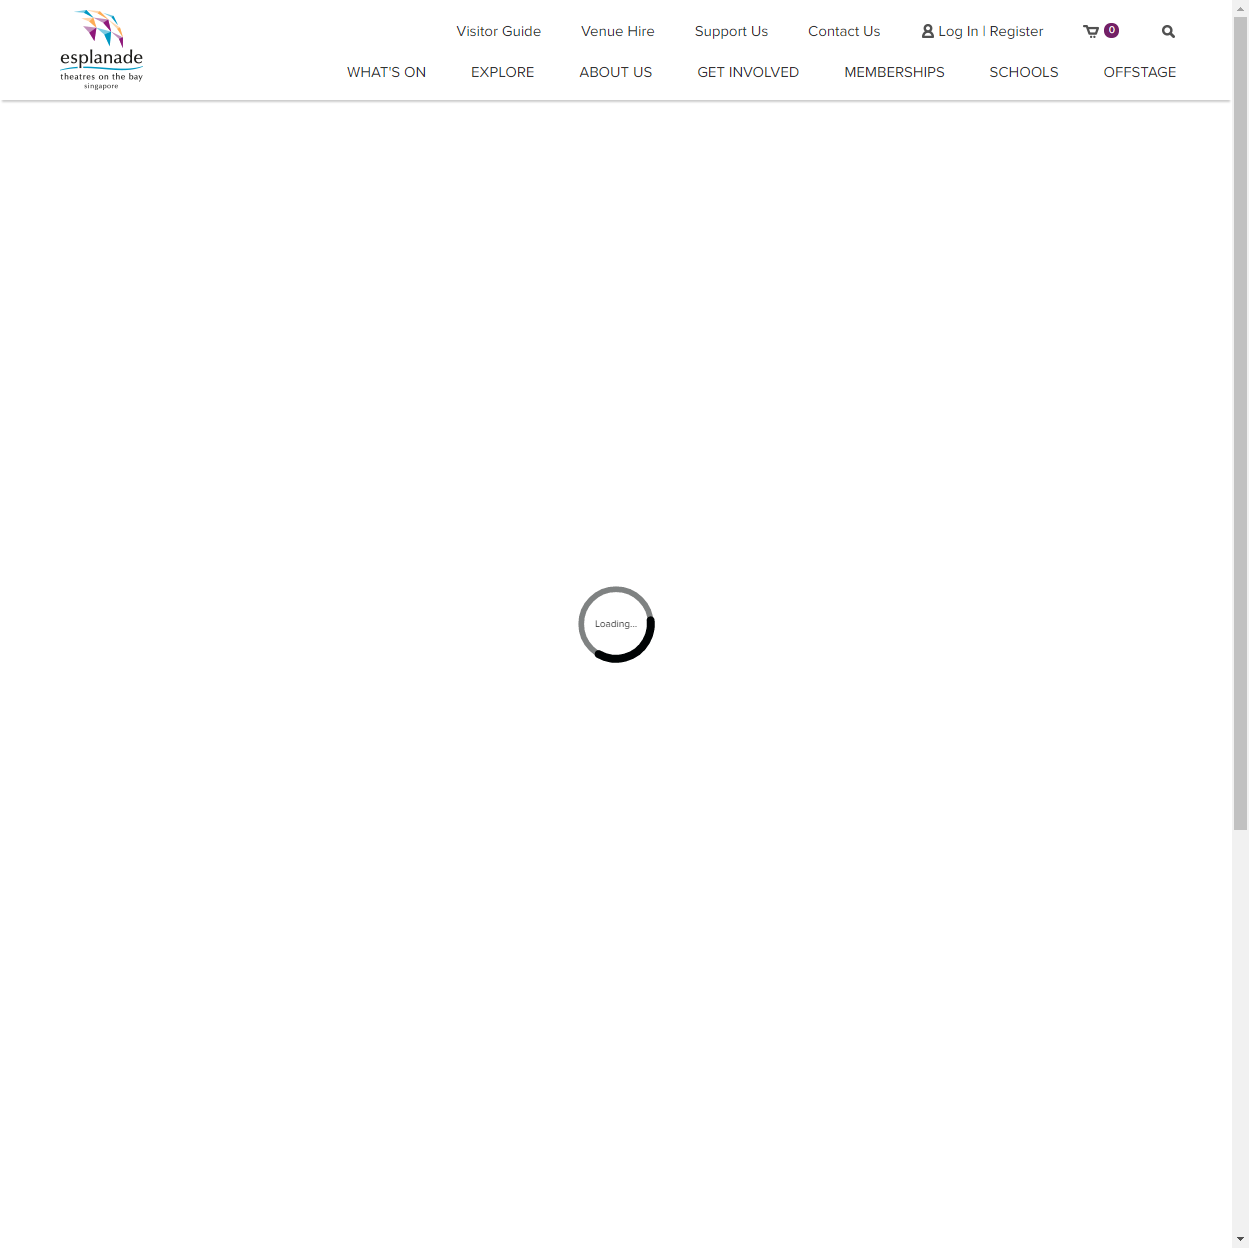 esplanade
theatres on the bay
singapore
Visitor Guide Venue Hire Support Us Contact Us Log In | Register 0
WHAT'S ON EXPLORE ABOUT US GET INVOLVED MEMBERSHIPS SCHOOLS OFFSTAGE
Loading...